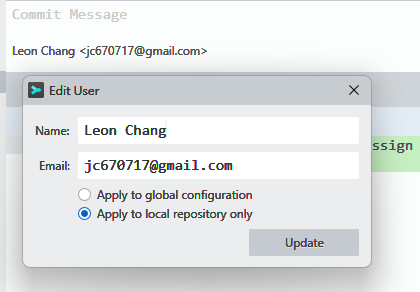 Commit Message
Leon Chang <jc670717@gmail.com>
Edit User
Name: Leon Chang
ssign
Email: jc670717@gmail.com
Apply to global configuration
Apply to local repository only
Update